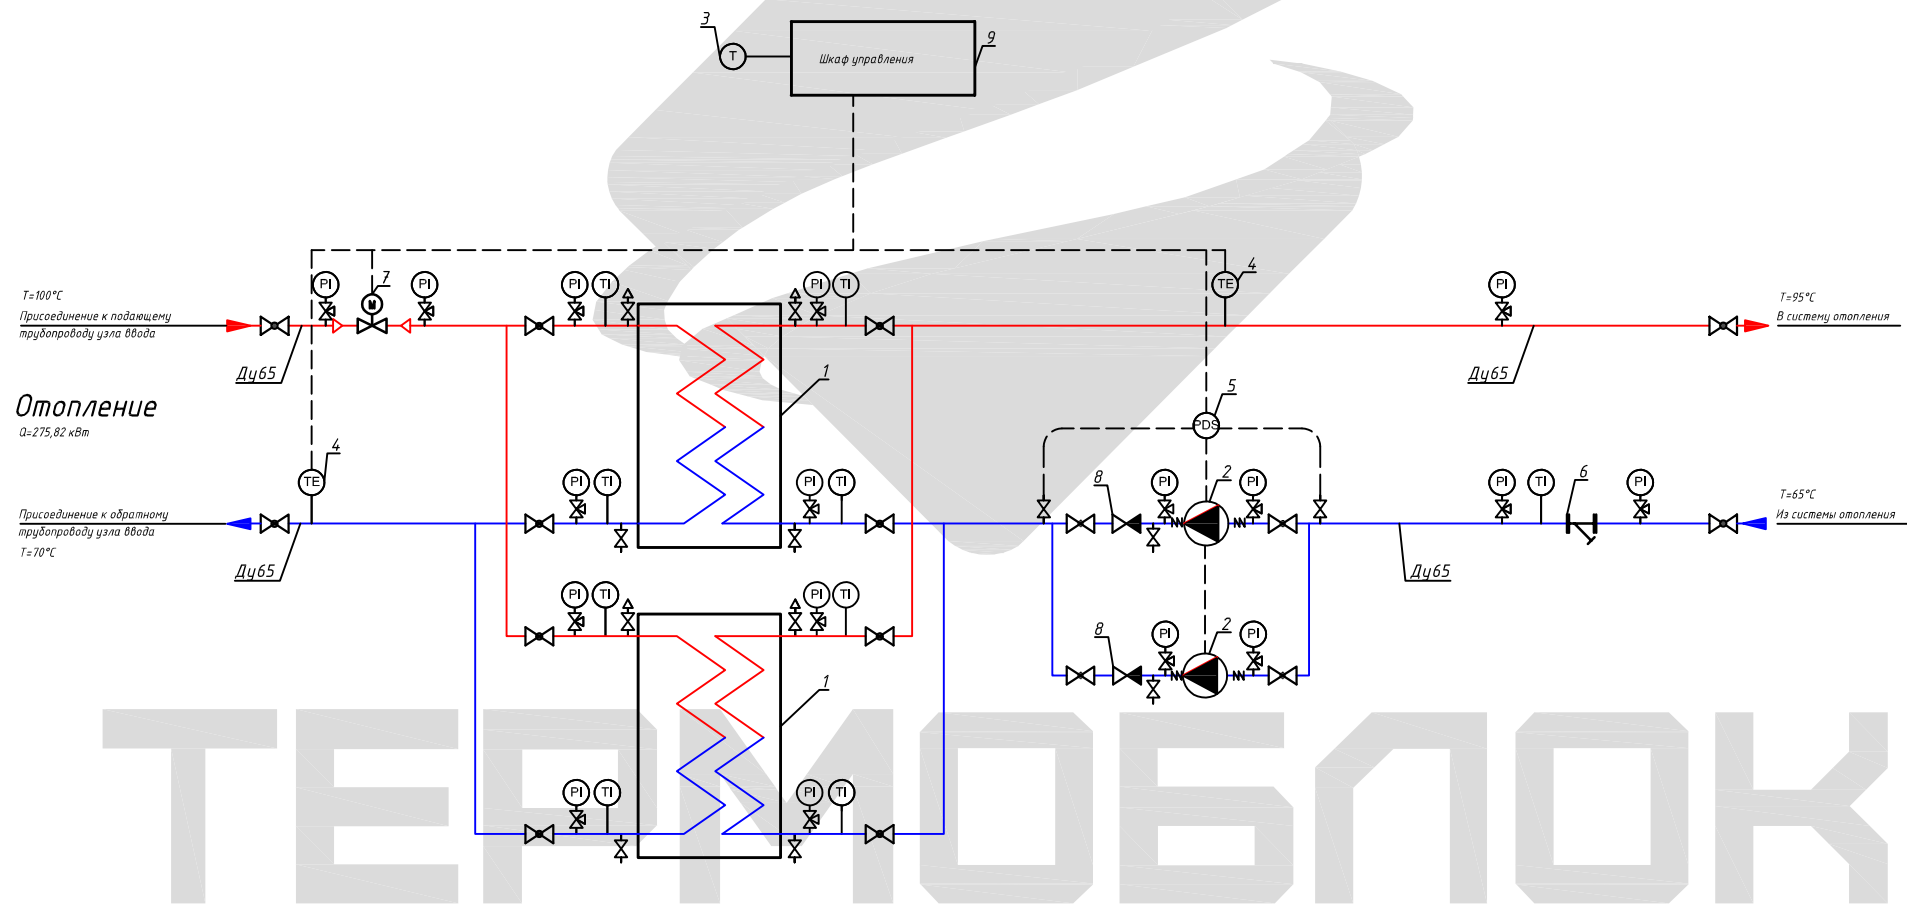 3
T
Шкаф управления
9
7
PI
PI
PI
TI
PI
TI
TE
4
PI
T=100°C
Присоединение к подающему
трубопроводу узла ввода
T=95°C
В систему отопления
Ду65
1
Ду65
5
PDS
Отопление
Q=275,82 кВт
4
TE
PI
TI
PI
TI
8
PI
2
PI
PI
TI
6
PI
T=65°C
Из системы отопления
Присоединение к обратному
трубопроводу узла ввода
T=70°C
Ду65
Ду65
PI
TI
PI
TI
8
PI
2
PI
1
PI
TI
PI
TI
ТЕРМОБЛОК